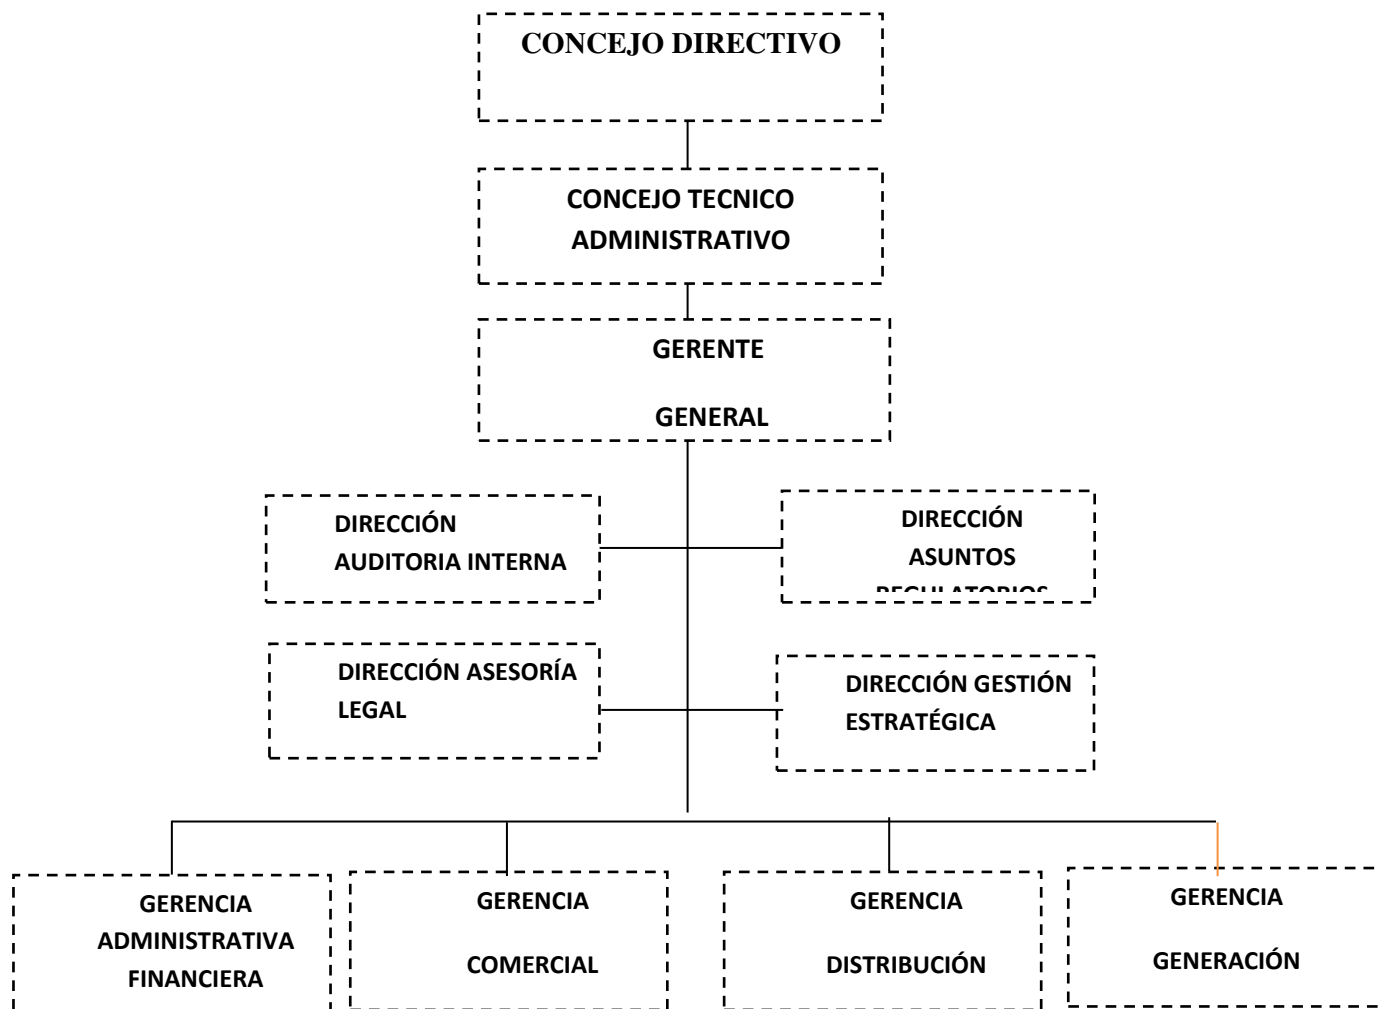 CONCEJO DIRECTIVO
CONCEJO TECNICO
ADMINISTRATIVO
GERENTE
GENERAL
DIRECCIÓN
AUDITORIA INTERNA
DIRECCIÓN
ASUNTOS
REGULATORIOS
DIRECCIÓN ASESORÍA
LEGAL
DIRECCIÓN GESTIÓN
ESTRATÉGICA
GERENCIA
ADMINISTRATIVA
FINANCIERA
GERENCIA
COMERCIAL
GERENCIA
DISTRIBUCIÓN
GERENCIA
GENERACIÓN